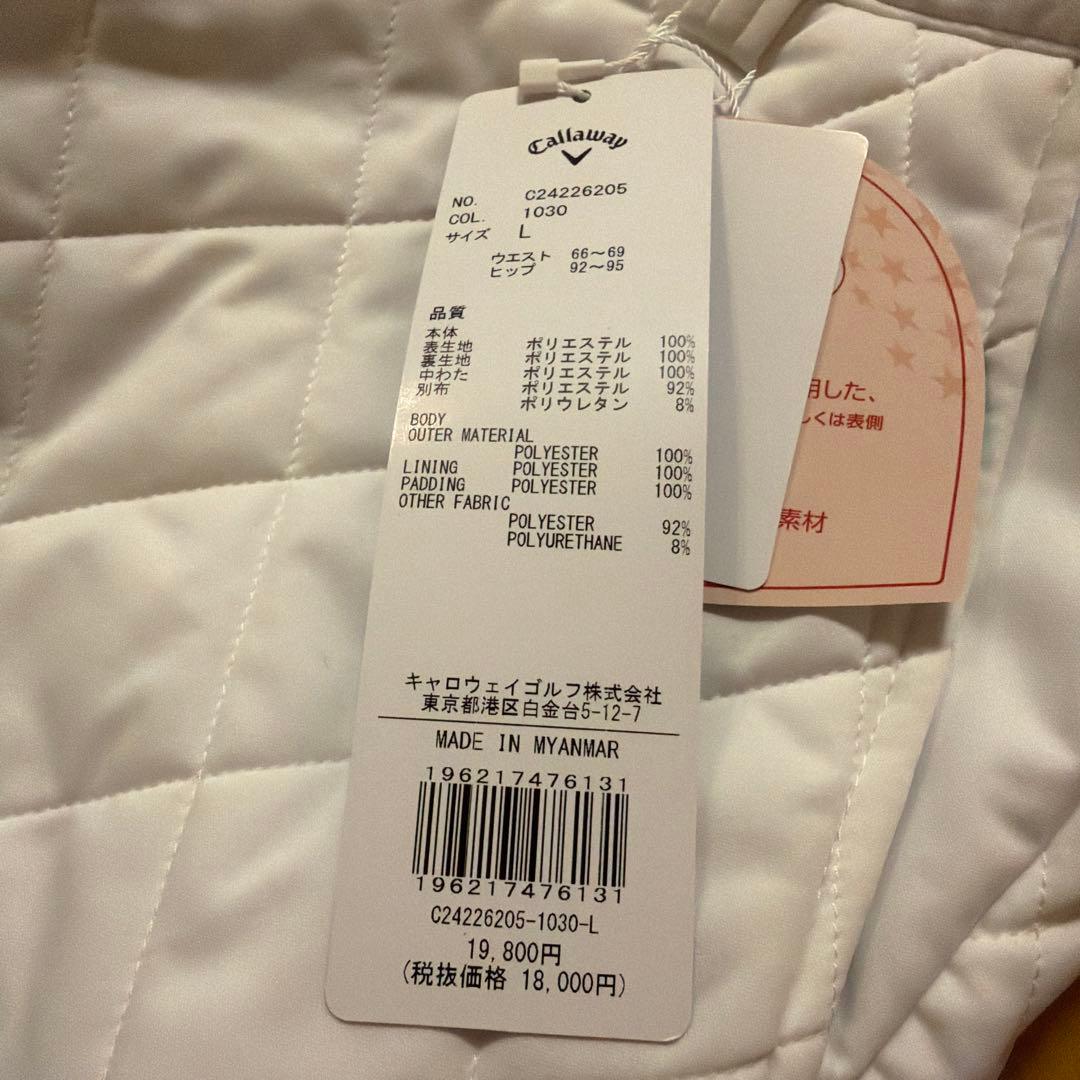 Callaway
NO. C24226205
COL. 1030
サイズ L
ウエスト 66～69
ヒップ 92～95
品質
本体
表生地 ポリエステル 100%
裏生地 ポリエステル 100%
中わた ポリエステル 100%
別布 ポリエステル 92%
ポリウレタン 8%
BODY
OUTER MATERIAL
POLYESTER 100%
LINING POLYESTER 100%
PADDING POLYESTER 100%
OTHER FABRIC
POLYESTER 92%
POLYURETHANE 8%
キャロウェイゴルフ株式会社
東京都港区白金台5-12-7
MADE IN MYANMAR
196217476131
196217476131
C24226205-1030-L
19,800円
(税抜価格 18,000円)
用した、
しくは表側
素材